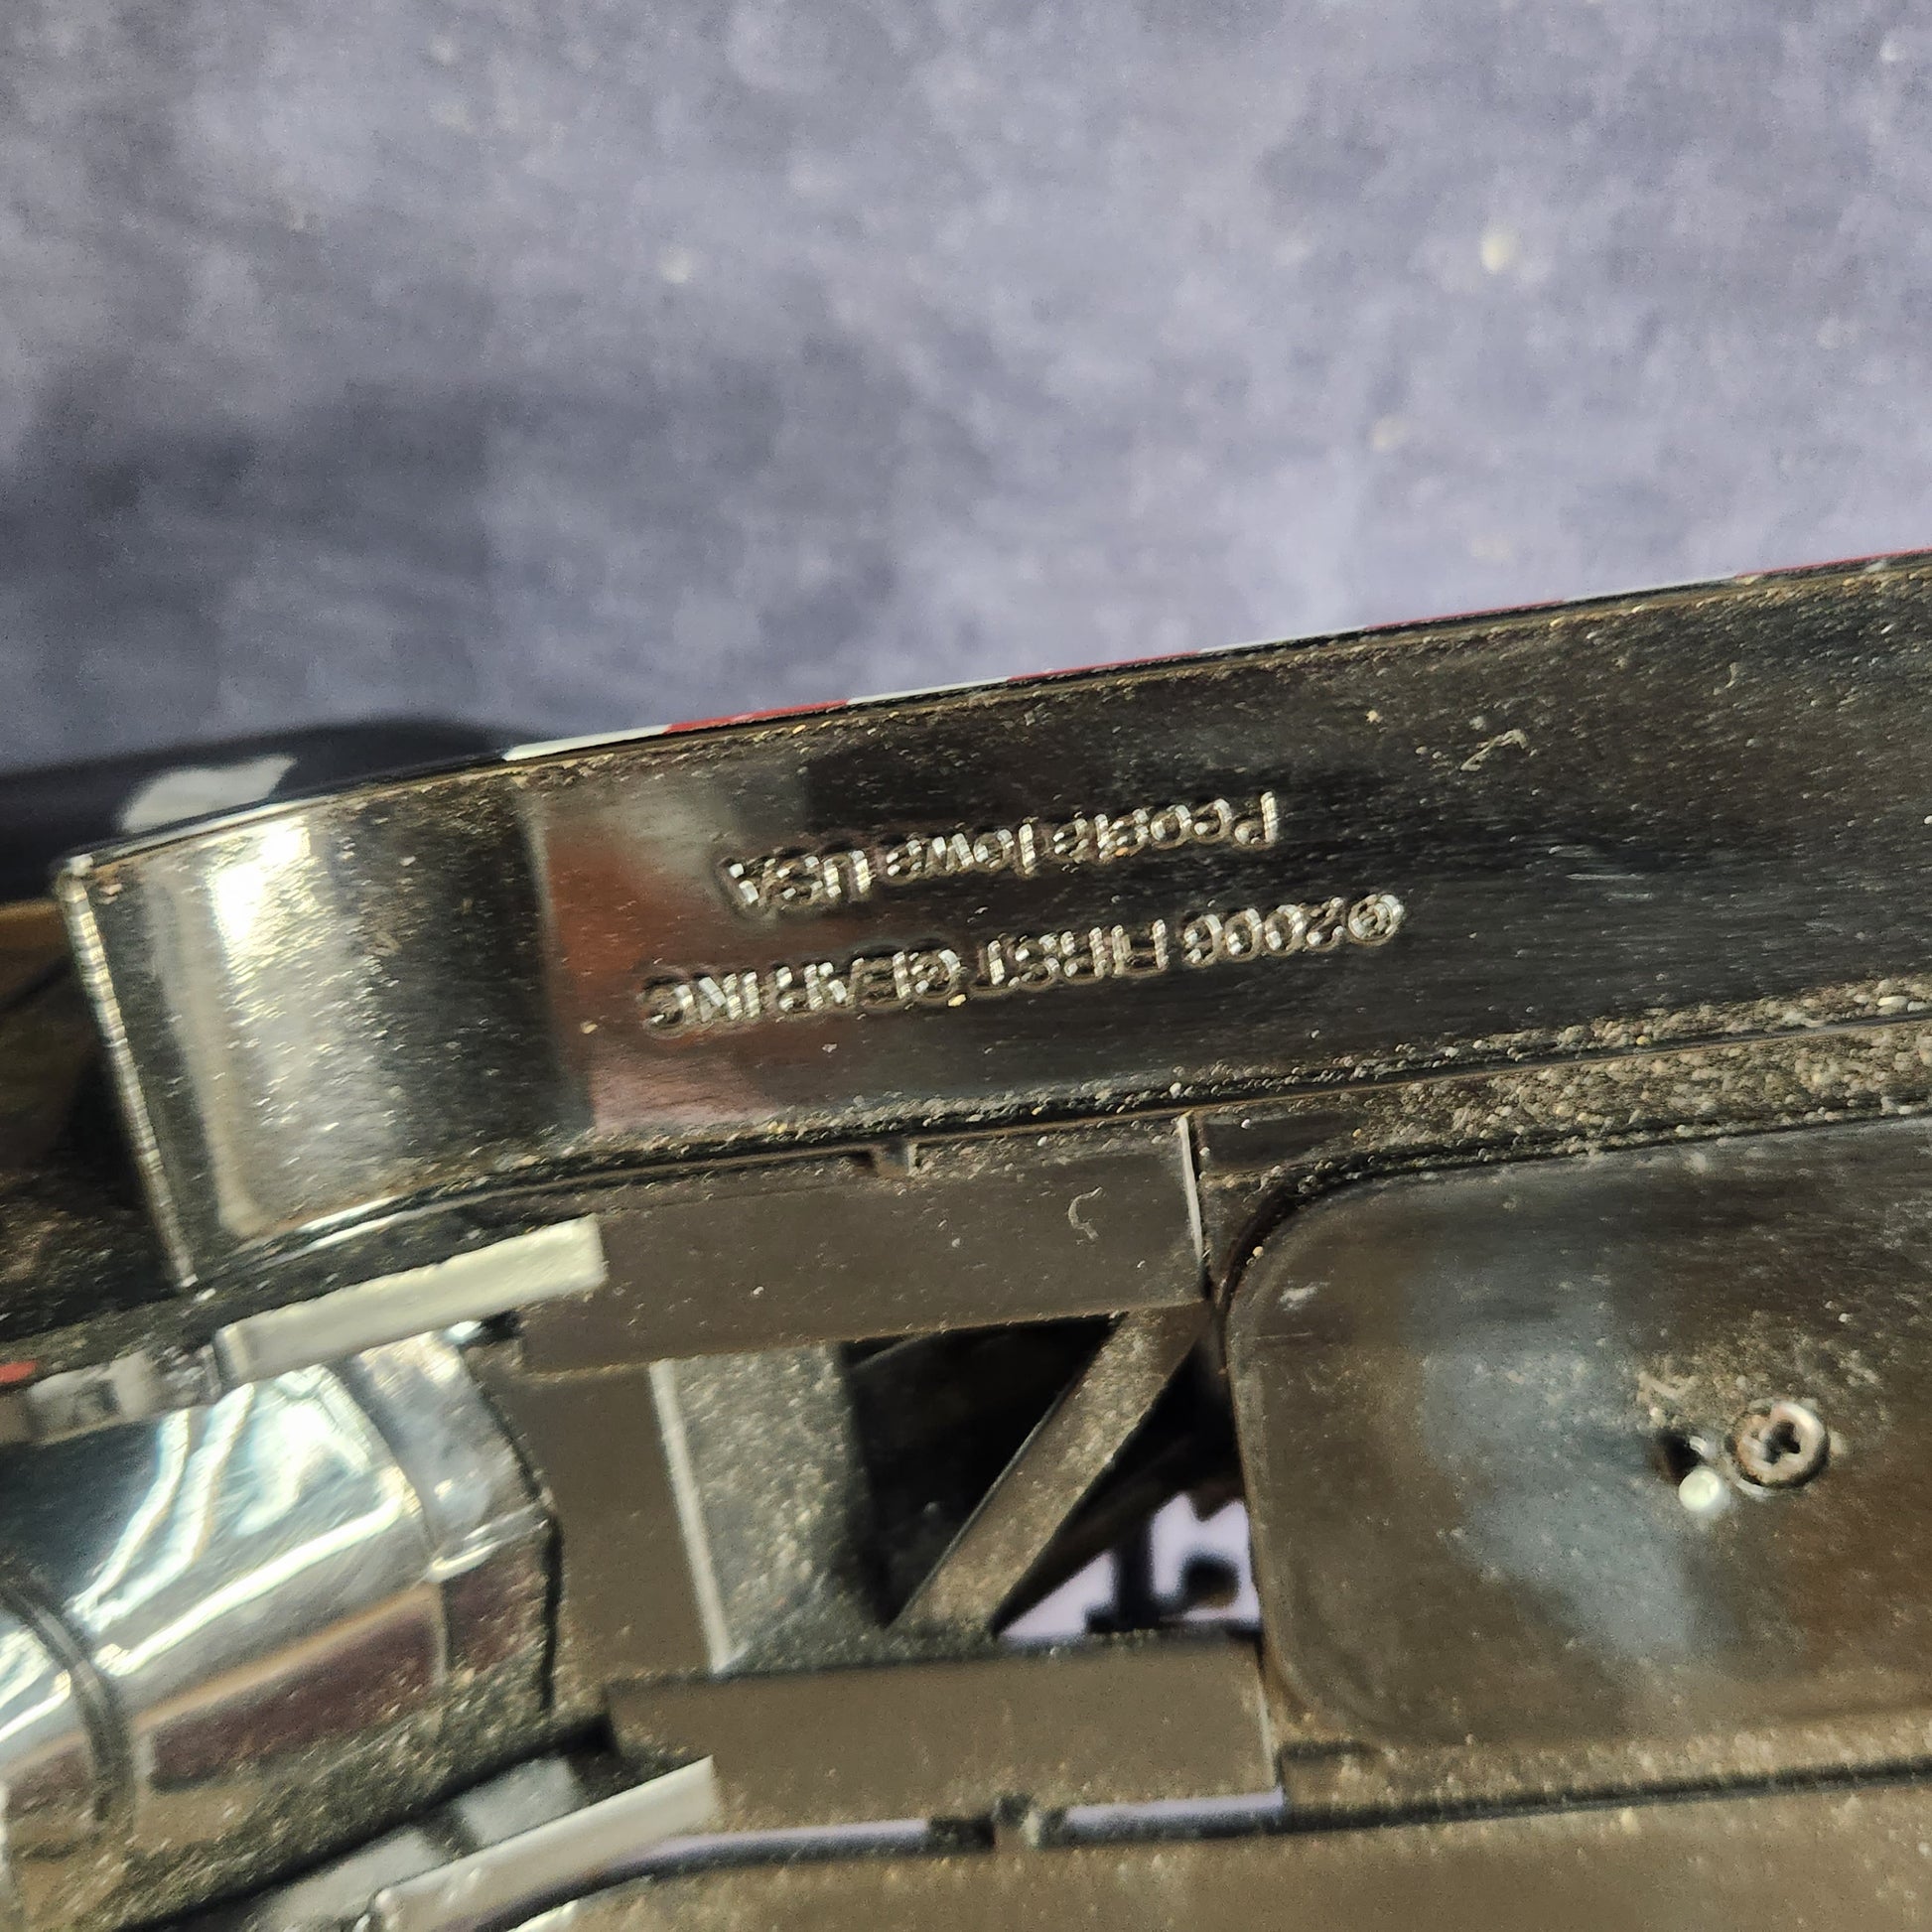 ©2006 FIRST GEAR INC
Peosta Iowa USA